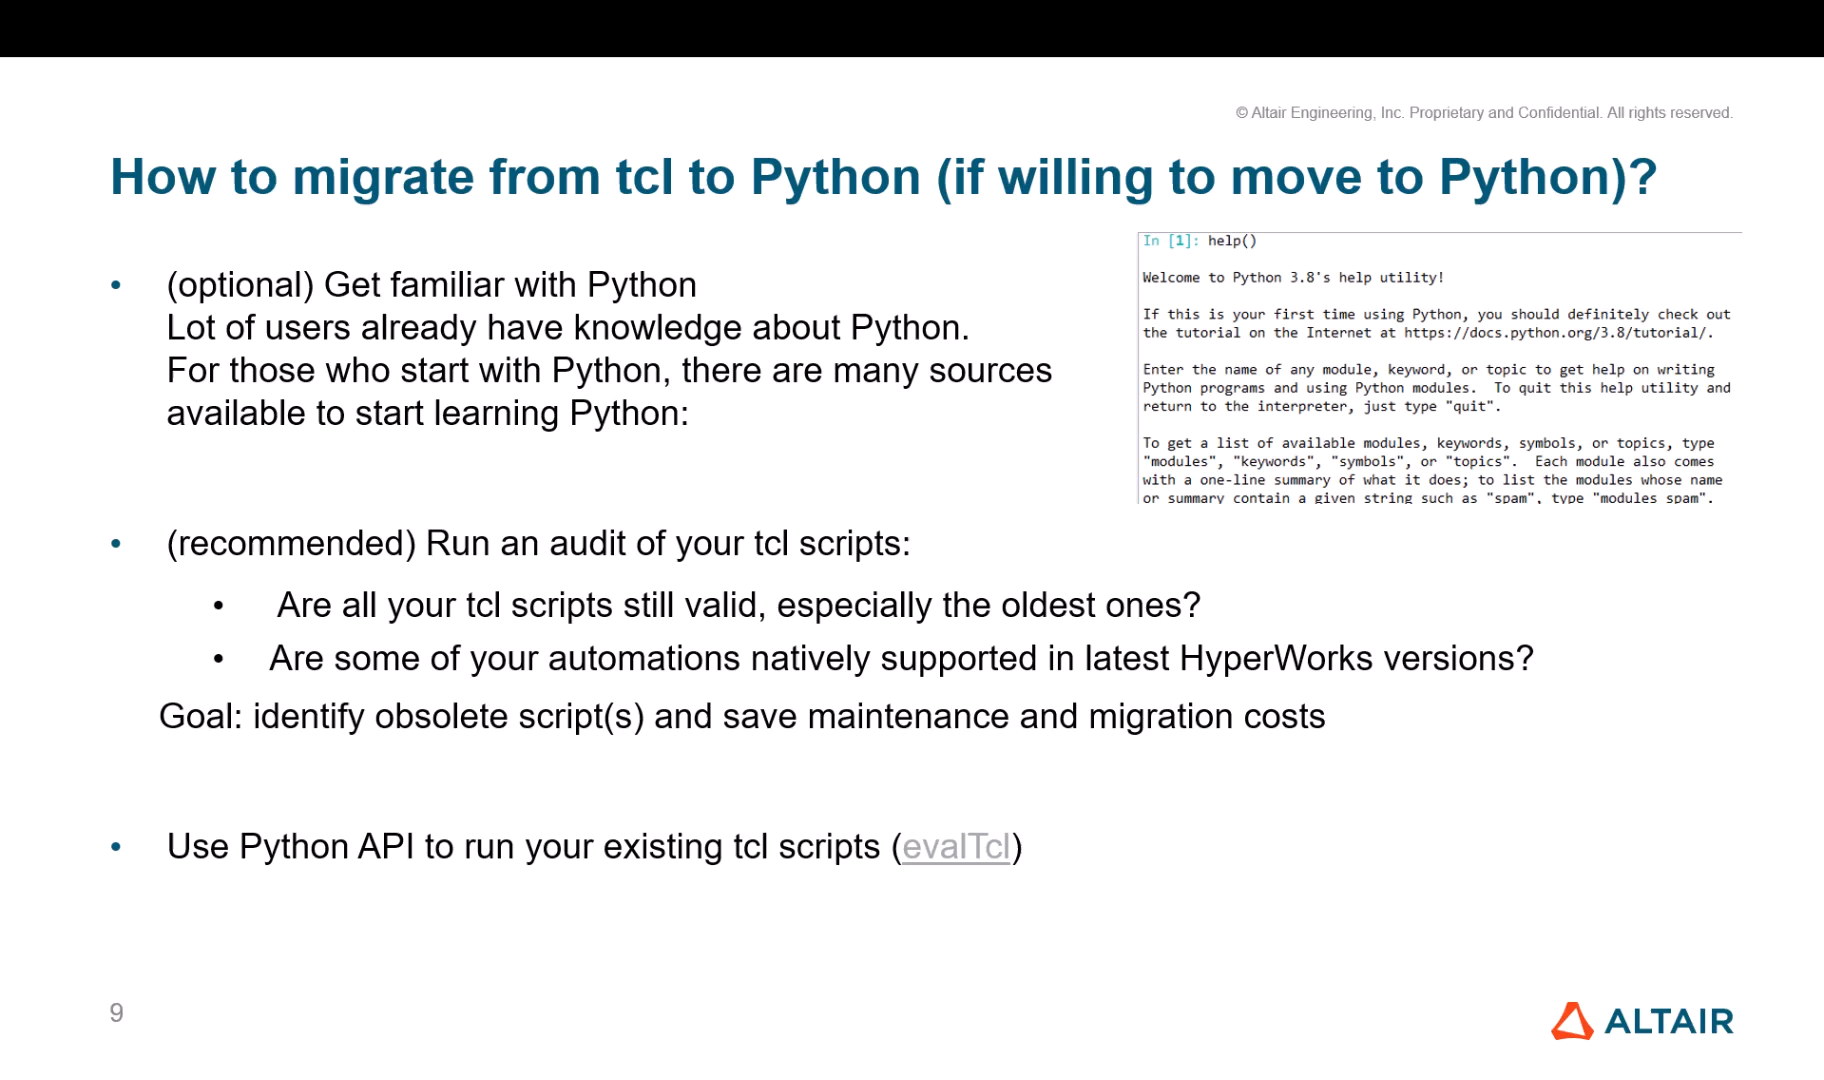 © Altair Engineering, Inc. Proprietary and Confidential. All rights reserved.
How to migrate from tcl to Python (if willing to move to Python)?
• (optional) Get familiar with Python
Lot of users already have knowledge about Python.
For those who start with Python, there are many sources
available to start learning Python:
In [1]: help()
Welcome to Python 3.8's help utility!
If this is your first time using Python, you should definitely check out
the tutorial on the Internet at https://docs.python.org/3.8/tutorial/.
Enter the name of any module, keyword, or topic to get help on writing
Python programs and using Python modules. To quit this help utility and
return to the interpreter, just type "quit".
To get a list of available modules, keywords, symbols, or topics, type
"modules", "keywords", "symbols", or "topics". Each module also comes
with a one-line summary of what it does; to list the modules whose name
or summary contain a given string such as "spam", type "modules spam".
• (recommended) Run an audit of your tcl scripts:
• Are all your tcl scripts still valid, especially the oldest ones?
• Are some of your automations natively supported in latest HyperWorks versions?
Goal: identify obsolete script(s) and save maintenance and migration costs
• Use Python API to run your existing tcl scripts (evalTcl)
9
ALTAIR